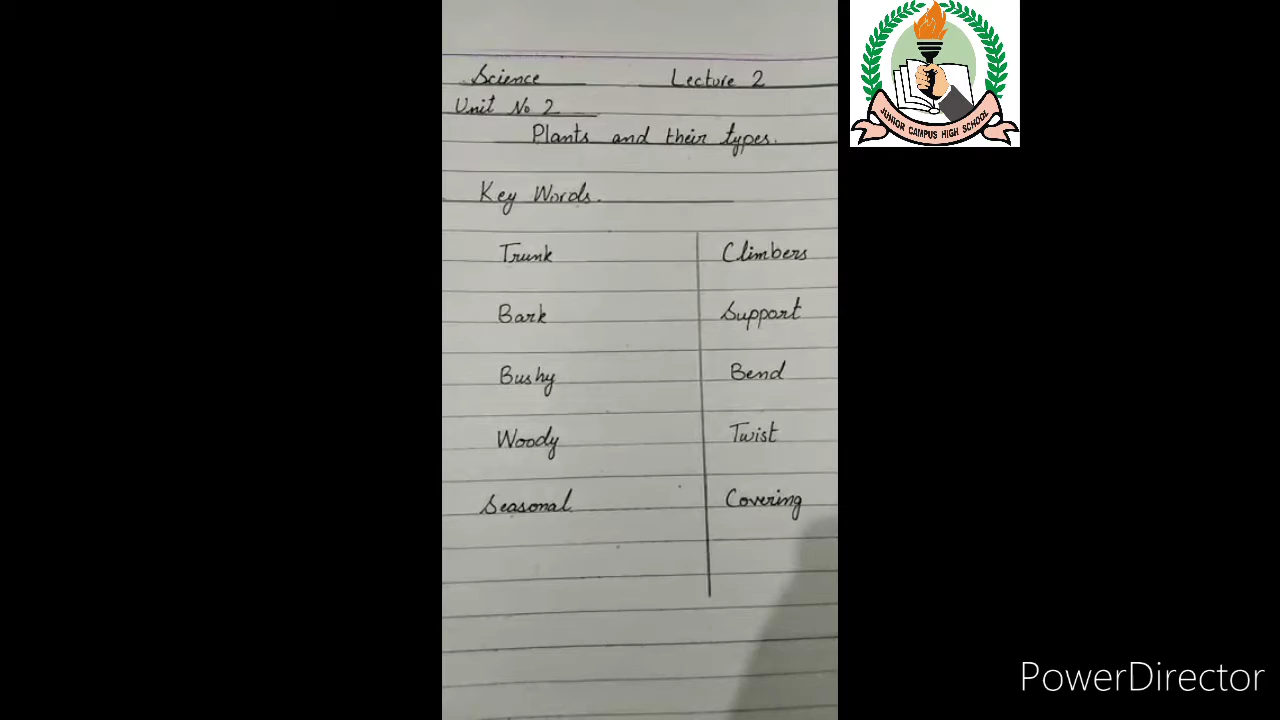 Science Lecture 2
Unit No 2
Plants and their types.
Key Words.
Trunk Climbers
Bark Support
Bushy Bend
Woody Twist
Seasonal Covering
JUNIOR CAMPUS HIGH SCHOOL
PowerDirector